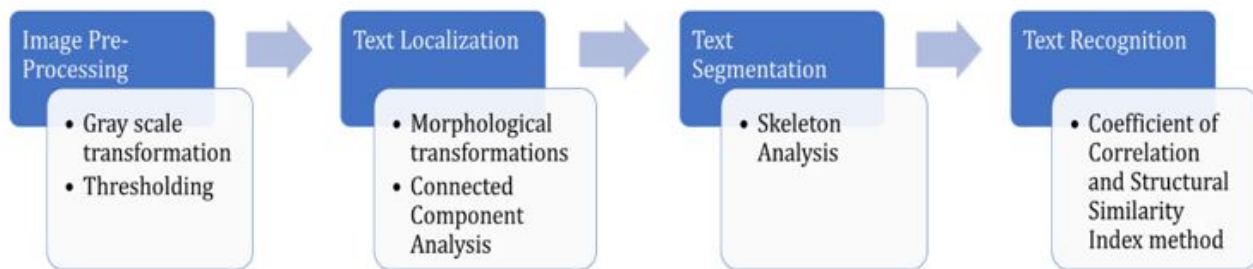 Image Pre-
Processing
• Gray scale
transformation
• Thresholding
Text Localization
• Morphological
transformations
• Connected
Component
Analysis
Text
Segmentation
• Skeleton
Analysis
Text Recognition
• Coefficient of
Correlation
and Structural
Similarity
Index method